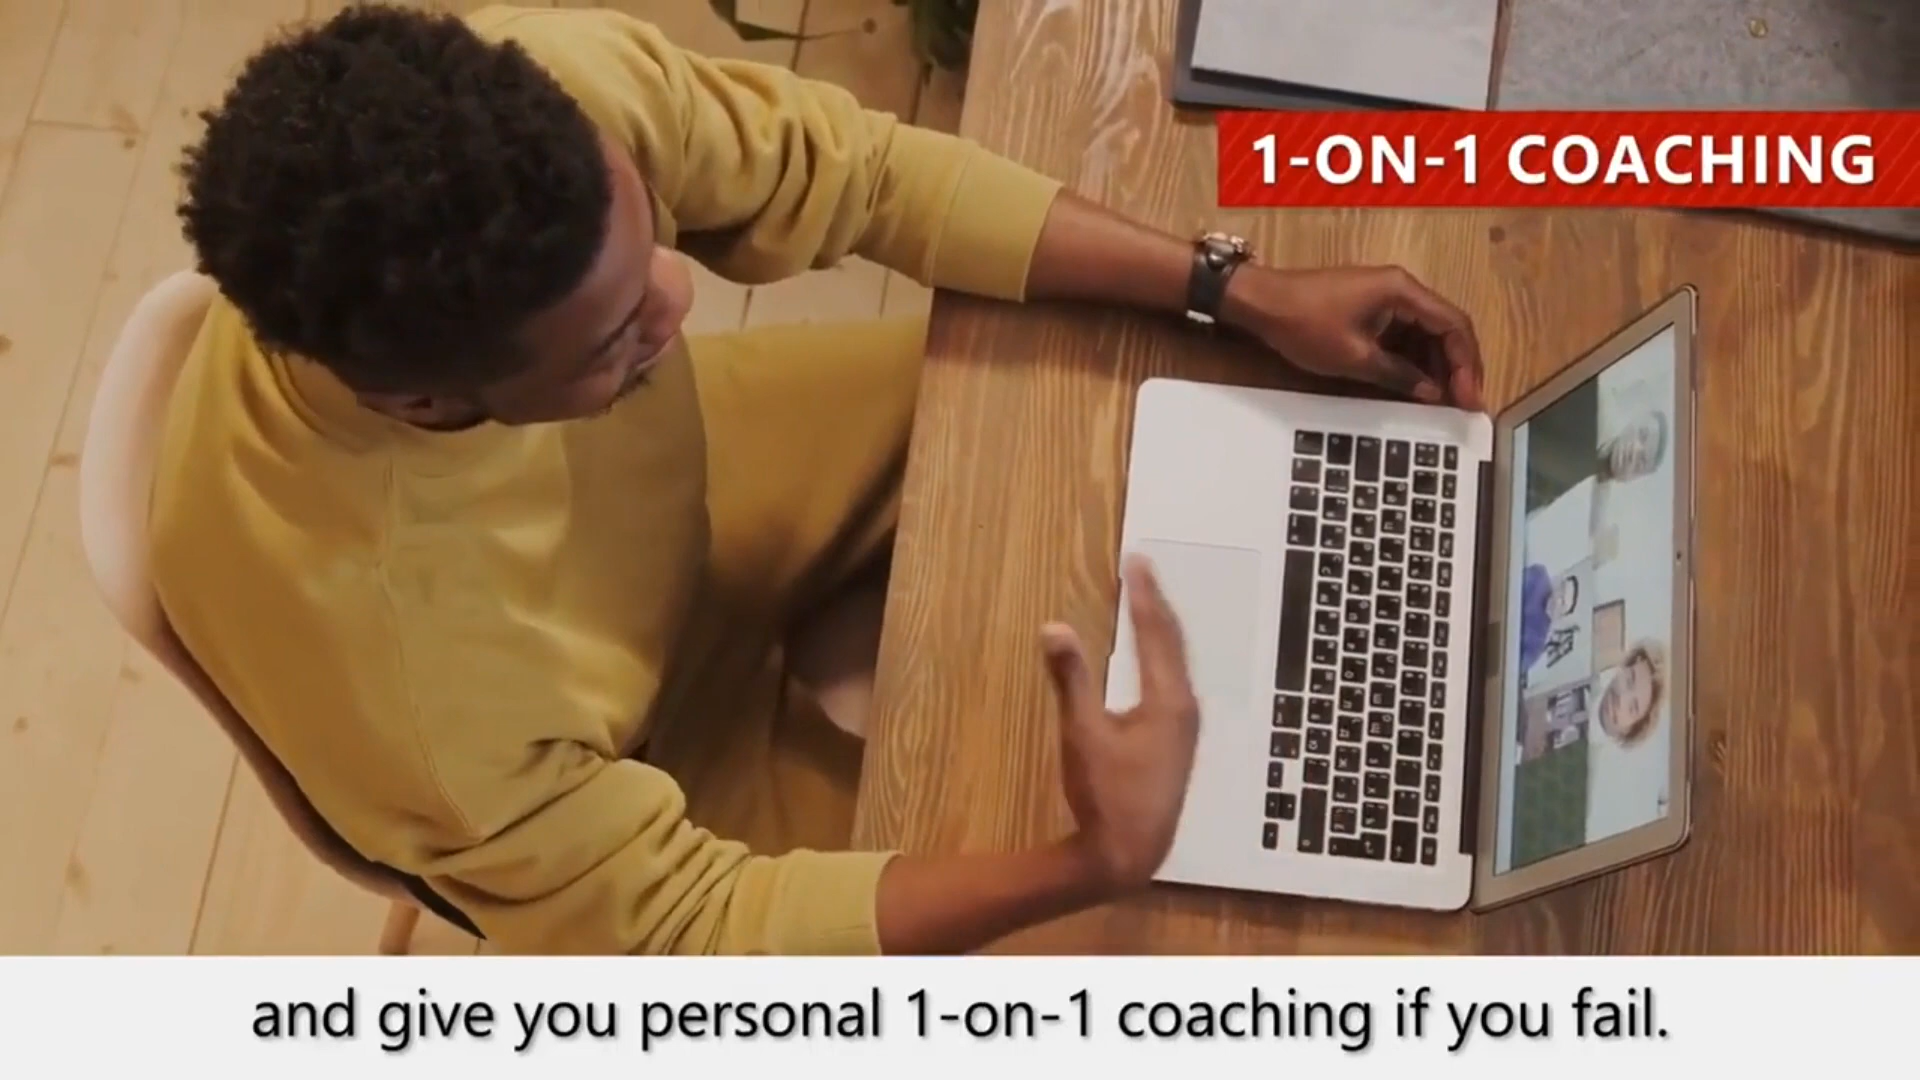 1-ON-1 COACHING
and give you personal 1-on-1 coaching if you fail.